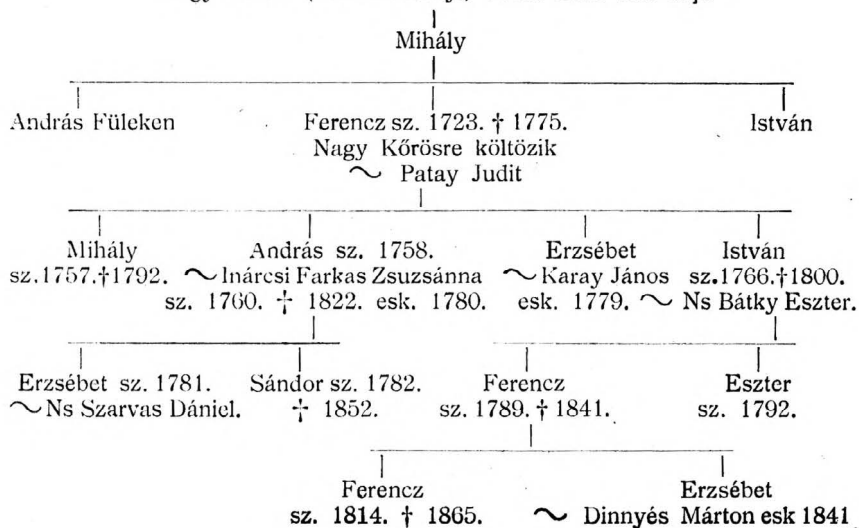 Mihály
András Füleken Ferencz sz. 1723. † 1775. István
Nagy Kőrösre költözik
~ Patay Judit
Mihály András sz. 1758. Erzsébet István
sz. 1757. † 1792. ~ Inárcsi Farkas Zsuzsánna ~ Karay János sz. 1766. † 1800.
sz. 1760. † 1822. esk. 1780. esk. 1779. ~ Ns Bátky Eszter.
Erzsébet sz. 1781. Sándor sz. 1782. Ferencz Eszter
~ Ns Szarvas Dániel. † 1852. sz. 1789. † 1841. sz. 1792.
Ferencz Erzsébet
sz. 1814. † 1865. ~ Dinnyés Márton esk 1841